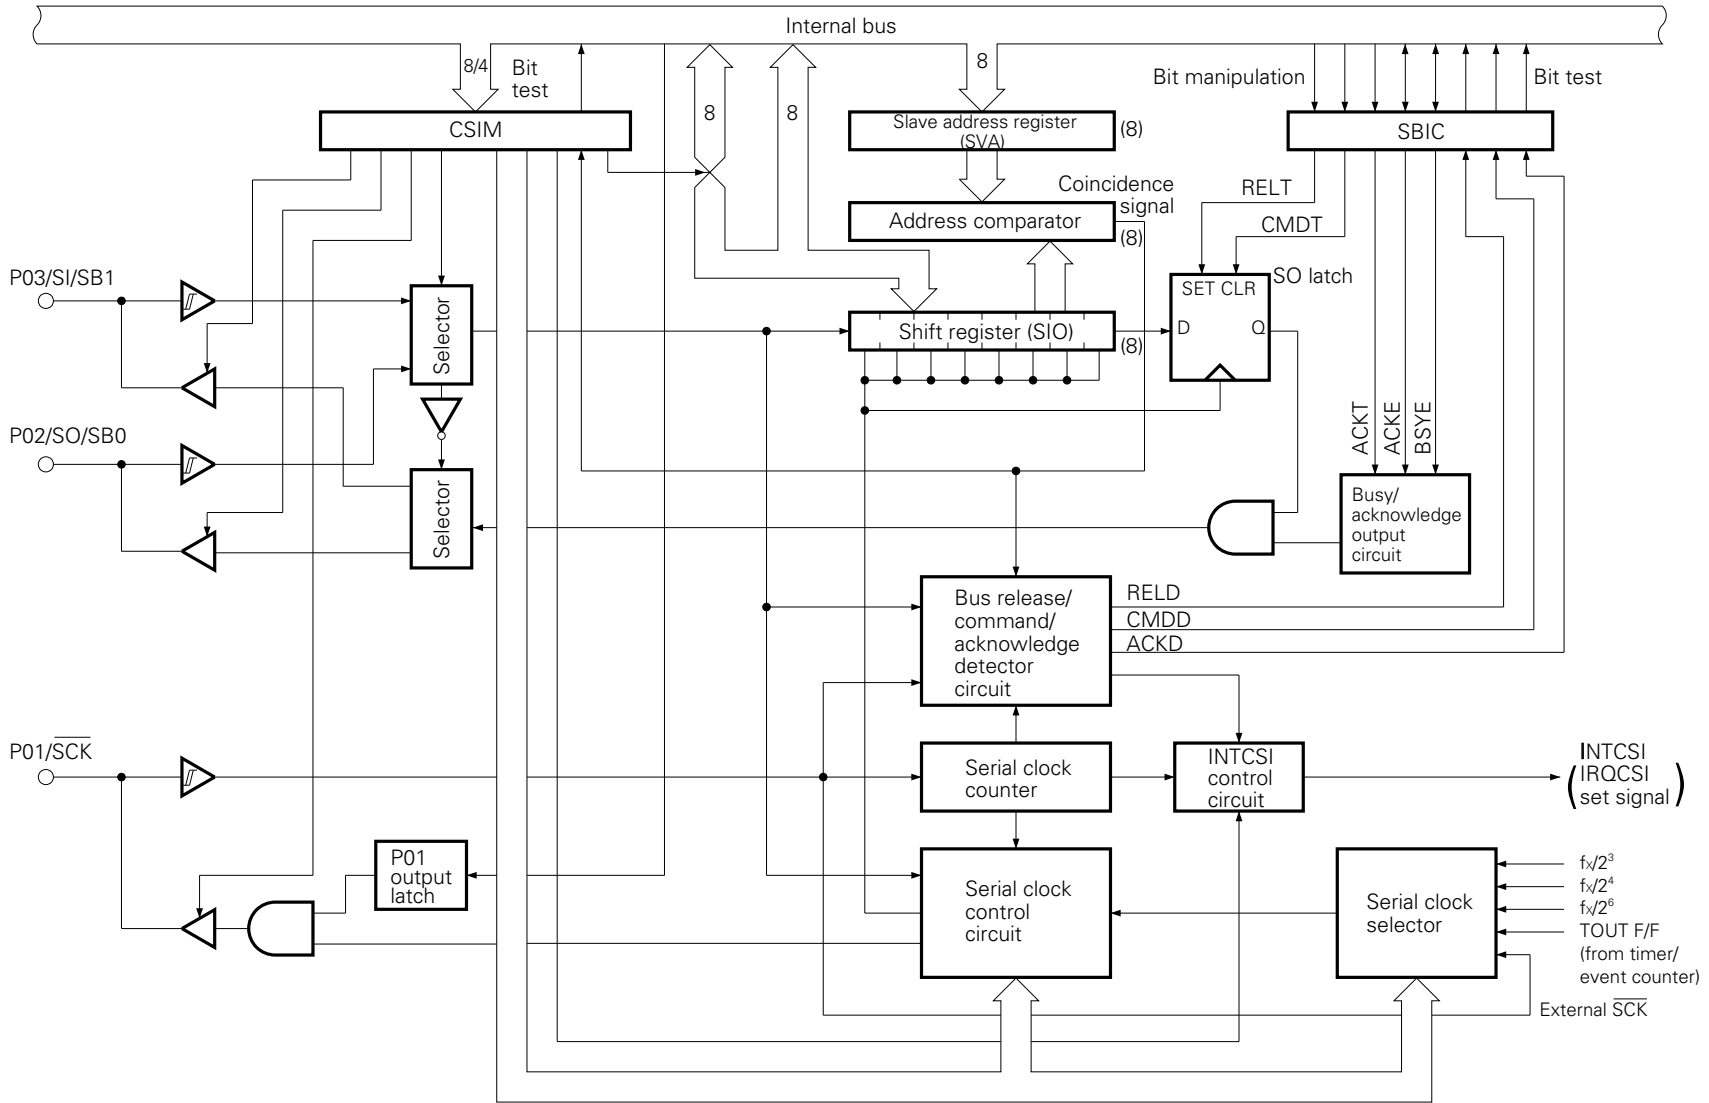 Internal bus
8/4
Bit
test
8
8
8
Bit manipulation
Bit test
CSIM
Slave address register
(SVA)
(8)
SBIC
Coincidence
signal
RELT
Address comparator
(8)
CMDT
P03/SI/SB1
SO latch
SET CLR
Selector
Shift register (SIO)
(8)
D
Q
ACKT
ACKE
BSYE
P02/SO/SB0
Selector
Busy/
acknowledge
output
circuit
Bus release/
command/
acknowledge
detector
circuit
RELD
CMDD
ACKD
P01/S̅C̅K̅
Serial clock
counter
INTCSI
control
circuit
INTCSI
(IRQCSI
set signal)
P01
output
latch
Serial clock
control
circuit
Serial clock
selector
fx/2³
fx/2⁴
fx/2⁶
TOUT F/F
(from timer/
event counter)
External S̅C̅K̅